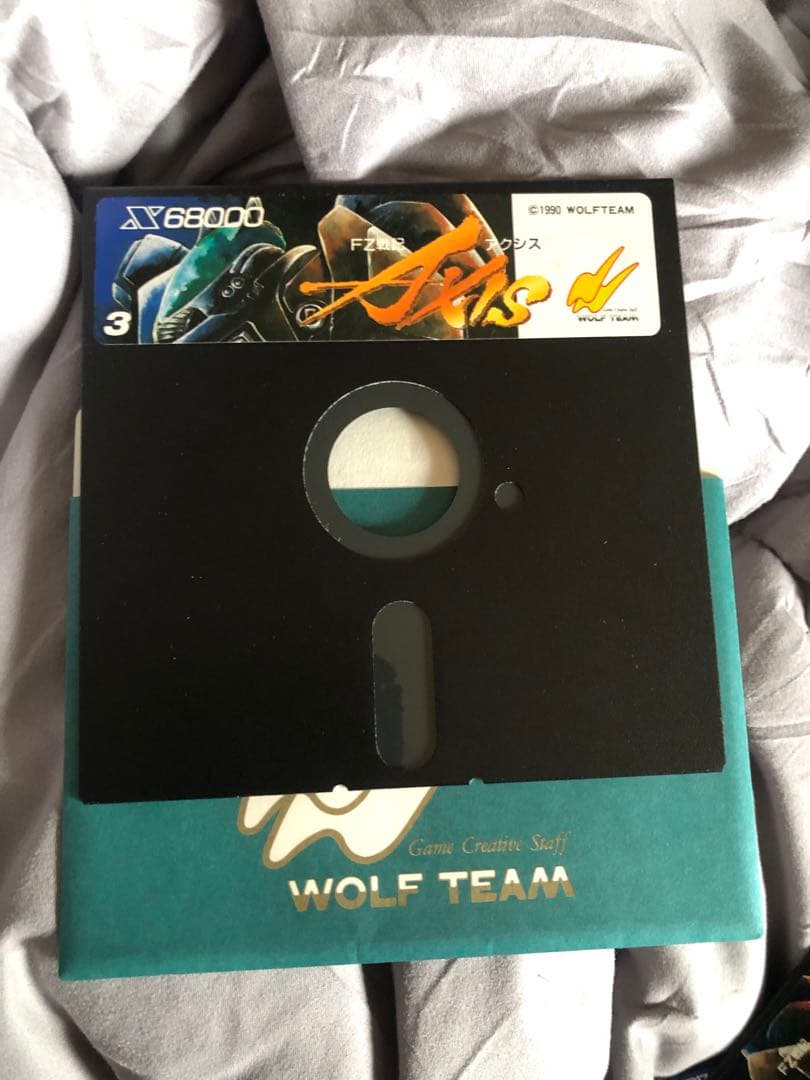 X68000
FZ戦記 アクシス
AXIS
3
©1990 WOLFTEAM
WOLF TEAM
Game Creative Staff
WOLF TEAM